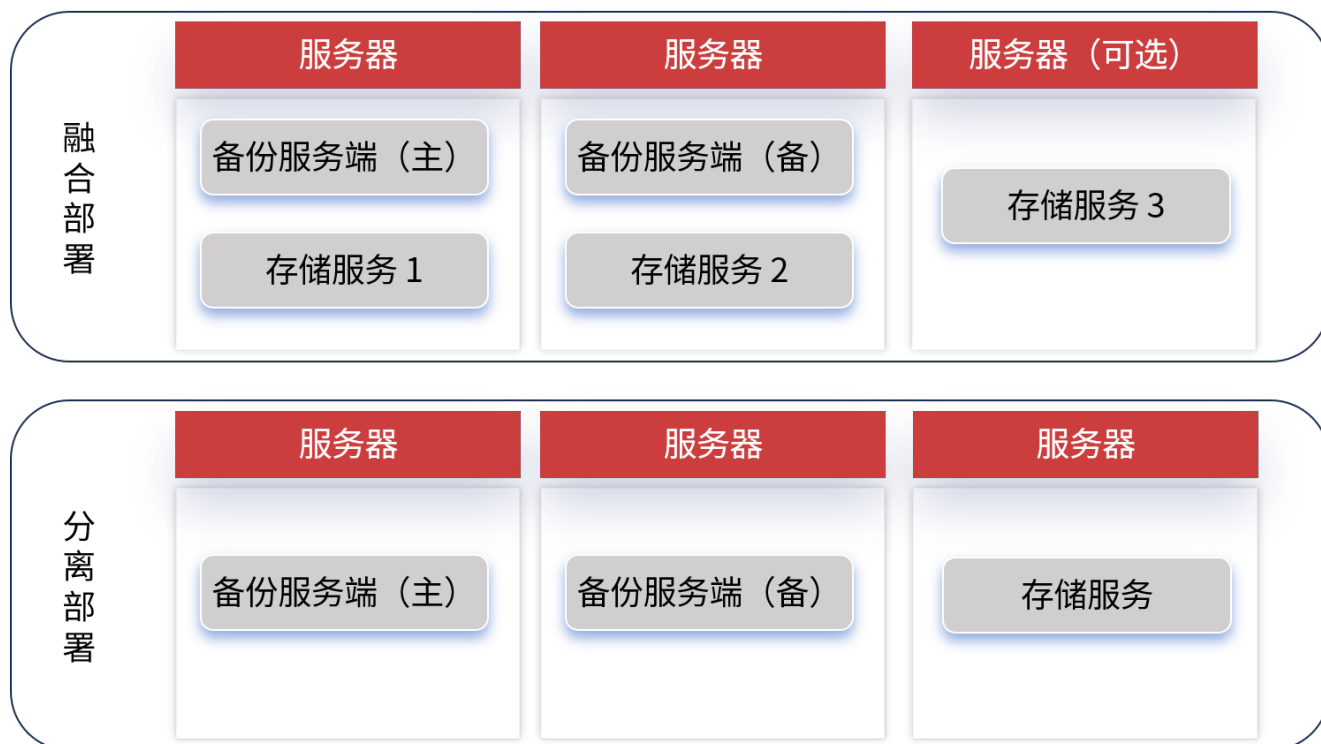 融合部署
服务器
服务器
服务器（可选）
备份服务端（主）
备份服务端（备）
存储服务 3
存储服务 1
存储服务 2
分离部署
服务器
服务器
服务器
备份服务端（主）
备份服务端（备）
存储服务